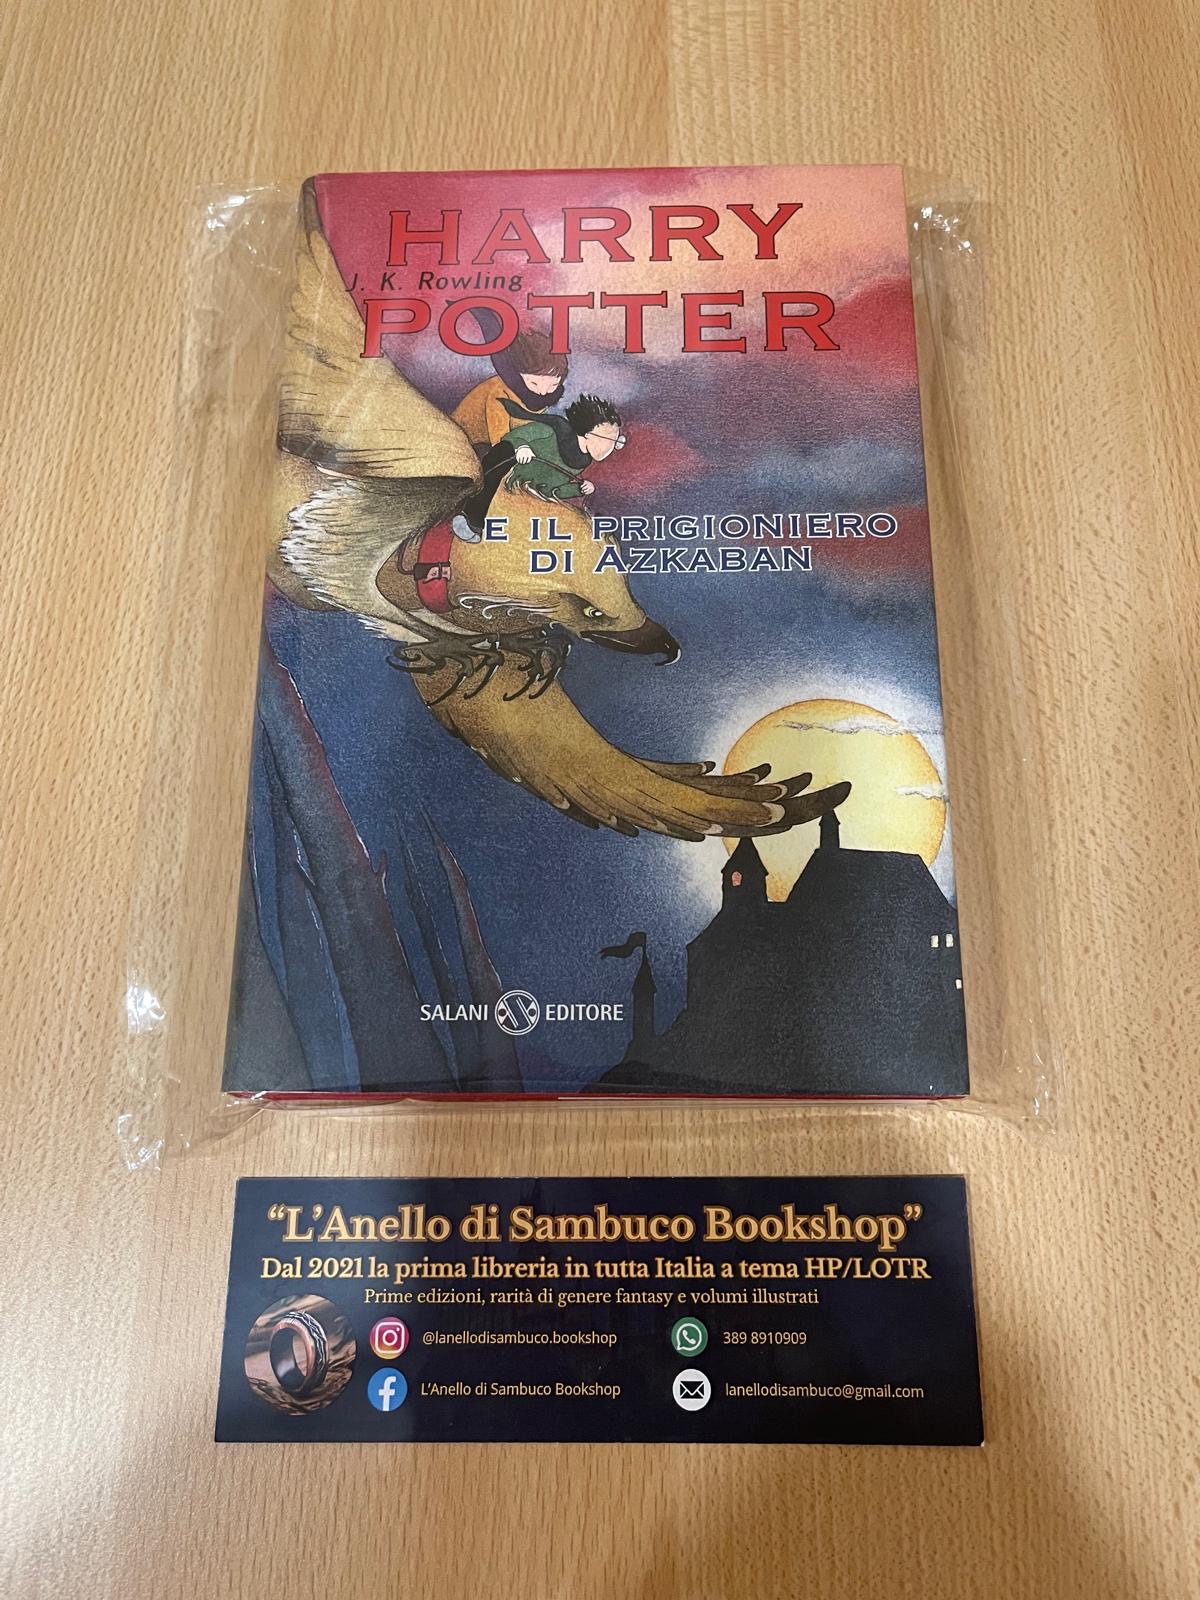 HARRY
J. K. Rowling
POTTER
E IL PRIGIONIERO
DI AZKABAN
SALANI EDITORE
“L’Anello di Sambuco Bookshop”
Dal 2021 la prima libreria in tutta Italia a tema HP/LOTR
Prime edizioni, rarità di genere fantasy e volumi illustrati
@lanellodisambuco.bookshop
389 8910909
L’Anello di Sambuco Bookshop
lanellodisambuco@gmail.com